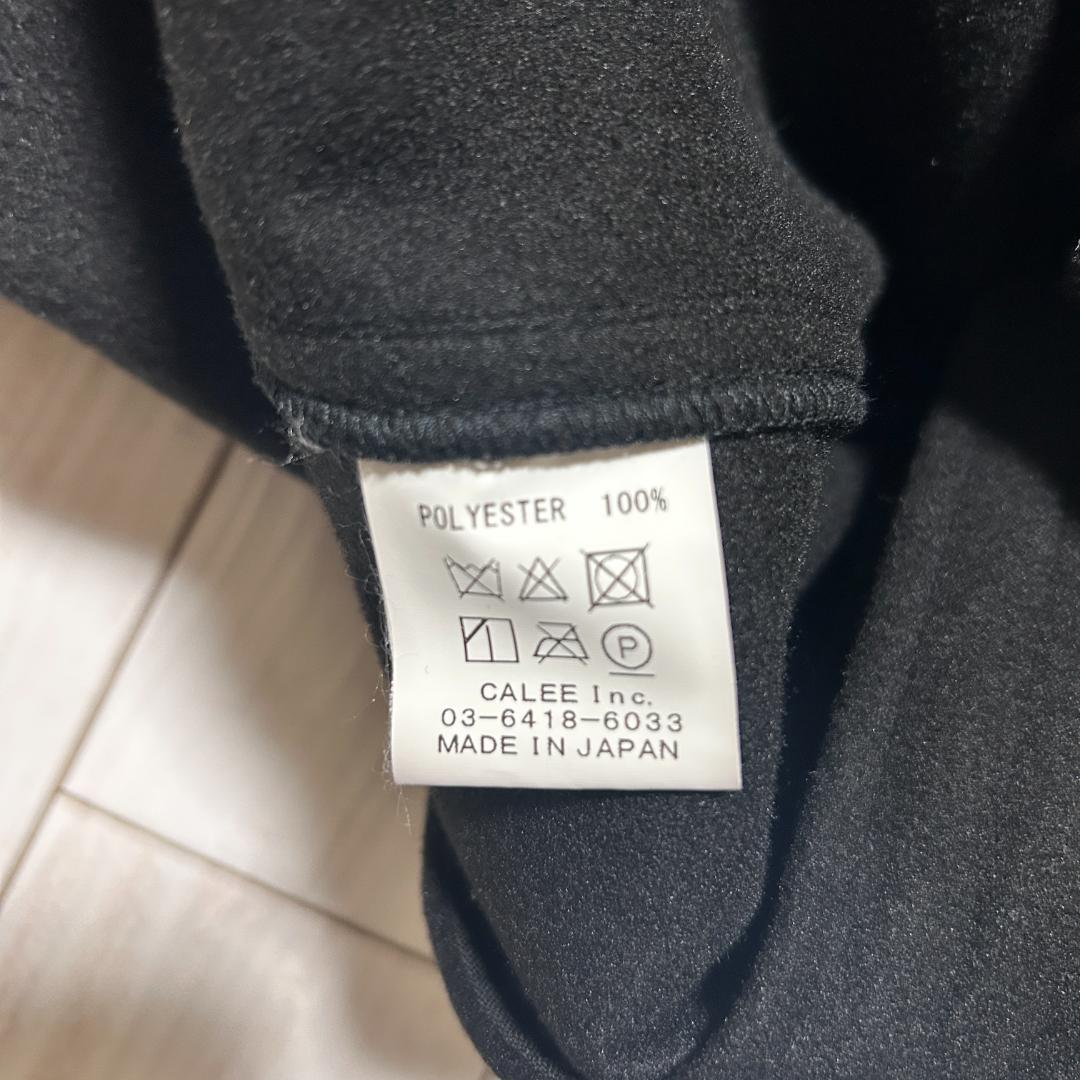 POLYESTER 100%
P
CALEE Inc.
03-6418-6033
MADE IN JAPAN